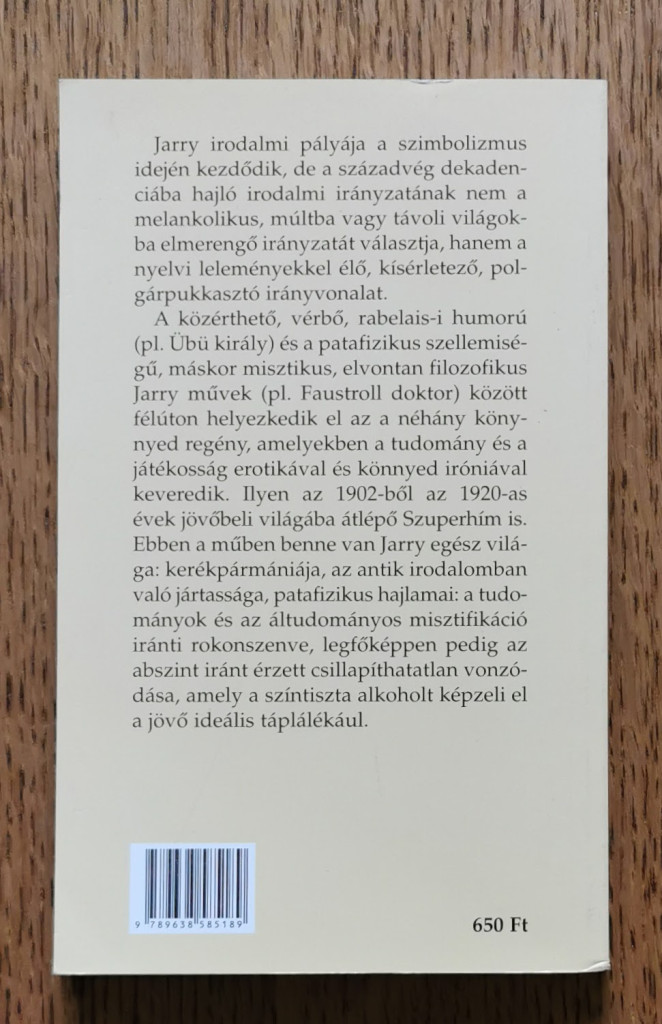 Jarry irodalmi pályája a szimbolizmus
idején kezdődik, de a századvég dekaden-
ciába hajló irodalmi irányzatának nem a
melankolikus, múltba vagy távoli világok-
ba elmerengő irányzatát választja, hanem a
nyelvi leleményekkel élő, kísérletező, pol-
gárpukkasztó irányvonalat.
A közérthető, vérbő, rabelais-i humorú
(pl. Übü király) és a patafizikus szellemisé-
gű, máskor misztikus, elvontan filozofikus
Jarry művek (pl. Faustroll doktor) között
félúton helyezkedik el az a néhány köny-
nyed regény, amelyekben a tudomány és a
játékosság erotikával és könnyed iróniával
keveredik. Ilyen az 1902-ből az 1920-as
évek jövőbeli világába átlépő Szuperhím is.
Ebben a műben benne van Jarry egész vilá-
ga: kerékpármániája, az antik irodalomban
való jártassága, patafizikus hajlamai: a tudo-
mányok és az áltudományos misztifikáció
iránti rokonszenve, legfőképpen pedig az
abszint iránt érzett csillapíthatatlan vonzó-
dása, amely a színtiszta alkoholt képzeli el
a jövő ideális táplálékául.
9 789638 585189
650 Ft